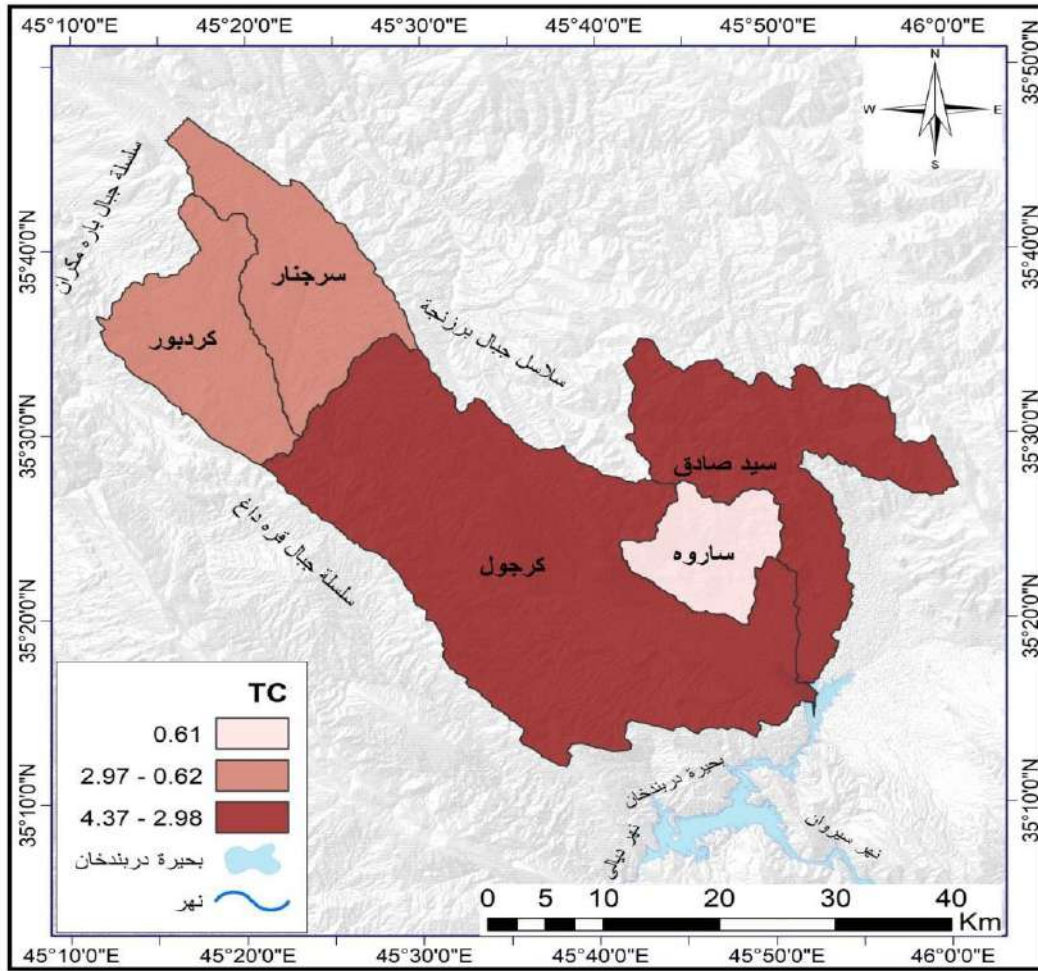 45°10'0"E 45°20'0"E 45°30'0"E 45°40'0"E 45°50'0"E 46°0'0"E
35°50'0"N
35°40'0"N
35°30'0"N
35°20'0"N
35°10'0"N
35°50'0"N
35°40'0"N
35°30'0"N
35°20'0"N
35°10'0"N
N
W E
S
سلسلة جبال باره مكران
سرجنار
كردبور
سلاسل جبال برزنجة
سيد صادق
ساروه
كرجول
سلسلة جبال قره داغ
بحيرة دربندخان
نهر سيروان
نهر ديالى
TC
0.61
2.97 - 0.62
4.37 - 2.98
بحيرة دربندخان
نهر
0 5 10 20 30 40
Km
45°10'0"E 45°20'0"E 45°30'0"E 45°40'0"E 45°50'0"E 46°0'0"E